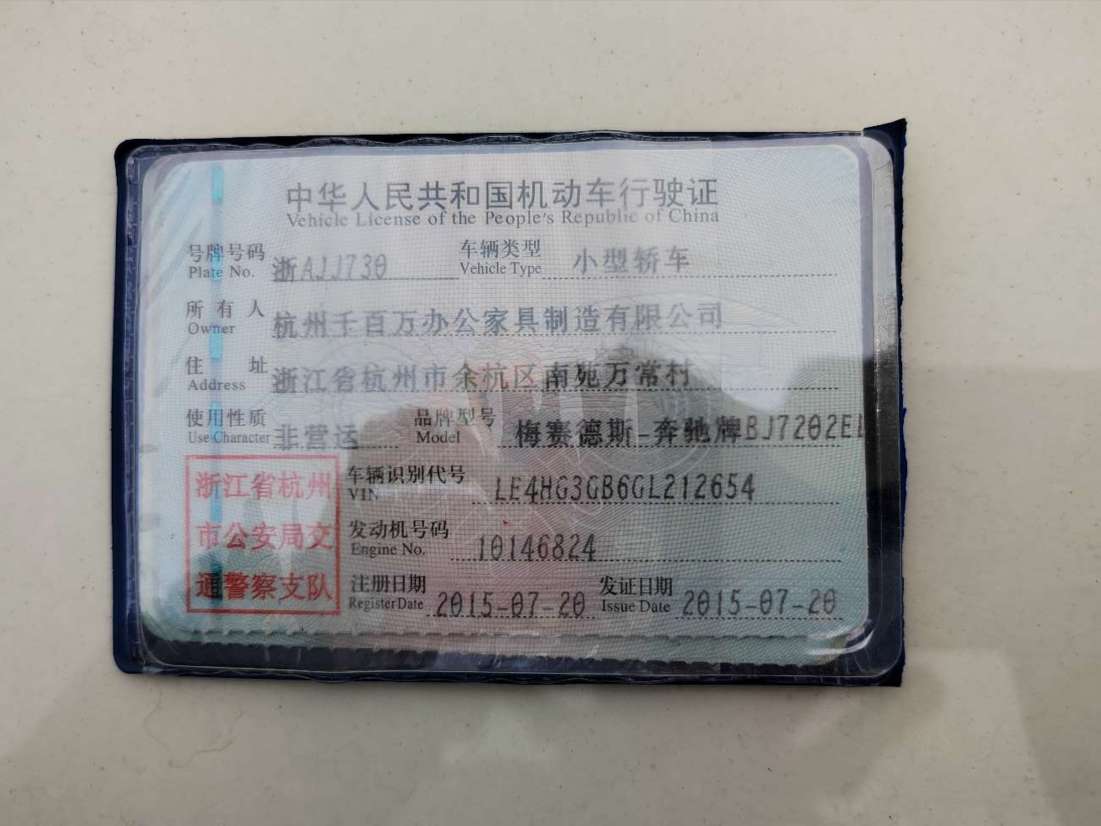 中华人民共和国机动车行驶证
Vehicle License of the People's Republic of China
号牌号码 浙AJJ730 车辆类型 小型轿车
Plate No. Vehicle Type
所有人 杭州千百万办公家具制造有限公司
Owner
住址 浙江省杭州市余杭区南苑万常村
Address
使用性质 非营运 品牌型号 梅赛德斯-奔驰牌BJ7202EL
Use Character Model
浙江省杭州
市公安局交
通警察支队
车辆识别代号 LE4HG3GB6GL212654
VIN
发动机号码 10146824
Engine No.
注册日期 2015-07-20 发证日期 2015-07-20
Register Date Issue Date